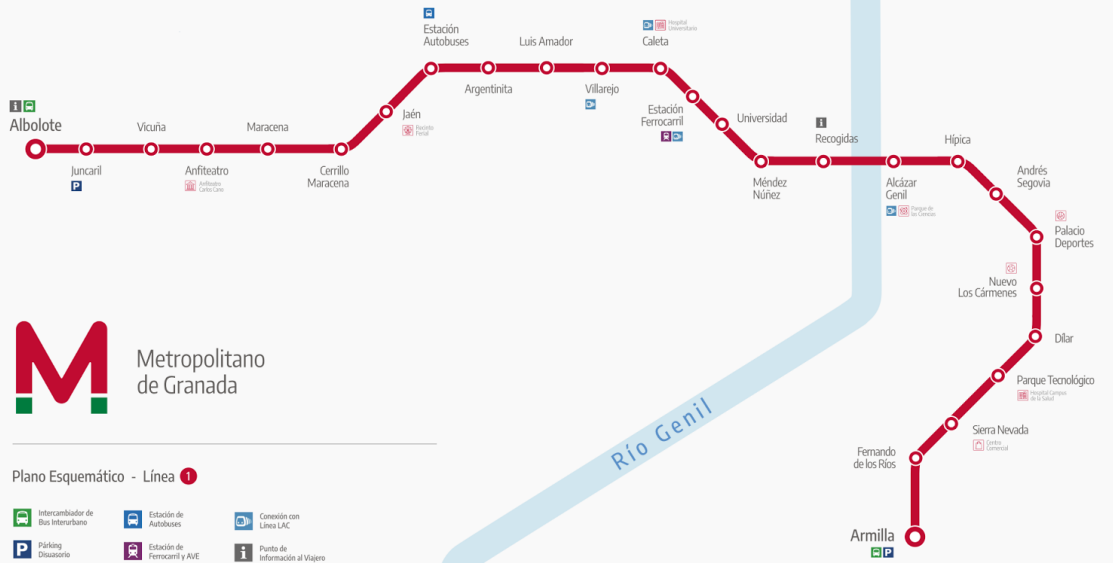 Estación
Autobuses
Luis Amador
Hospital
Universitario
Caleta
Argentinita
Villarejo
Estación
Ferrocarril
Universidad
i
Albolote
Vicuña
Maracena
Jaén
Recinto
Ferial
Juncaril
P
Anfiteatro
Anfiteatro
Carlos Cano
Cerrillo
Maracena
i
Recogidas
Hípica
Méndez
Núñez
Alcázar
Genil
Parque de
las Ciencias
Andrés
Segovia
Palacio
Deportes
Nuevo
Los Cármenes
Dílar
Parque Tecnológico
Hospital Campus
de la Salud
Sierra Nevada
Centro
Comercial
Fernando
de los Ríos
Armilla
P
Río Genil
M
Metropolitano
de Granada
Plano Esquemático - Línea 1
Intercambiador de
Bus Interurbano
Estación de
Autobuses
Conexión con
Línea LAC
P
Párking
Disuasorio
Estación de
Ferrocarril y AVE
i
Punto de
Información al Viajero